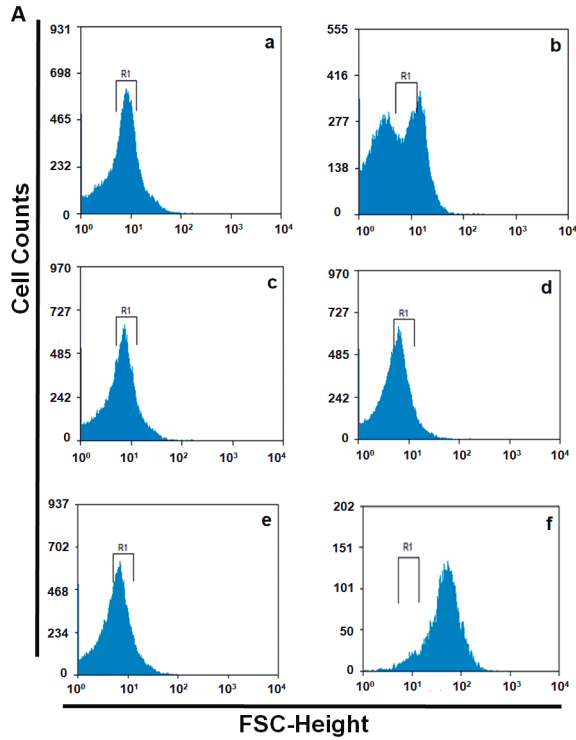 A
Cell Counts
931
698
465
232
0
a
R1
10⁰ 10¹ 10² 10³ 10⁴
555
416
277
138
0
b
R1
10⁰ 10¹ 10² 10³ 10⁴
970
727
485
242
0
c
R1
10⁰ 10¹ 10² 10³ 10⁴
970
727
485
242
0
d
R1
10⁰ 10¹ 10² 10³ 10⁴
937
702
468
234
0
e
R1
10⁰ 10¹ 10² 10³ 10⁴
202
151
101
50
0
f
R1
10⁰ 10¹ 10² 10³ 10⁴
FSC-Height